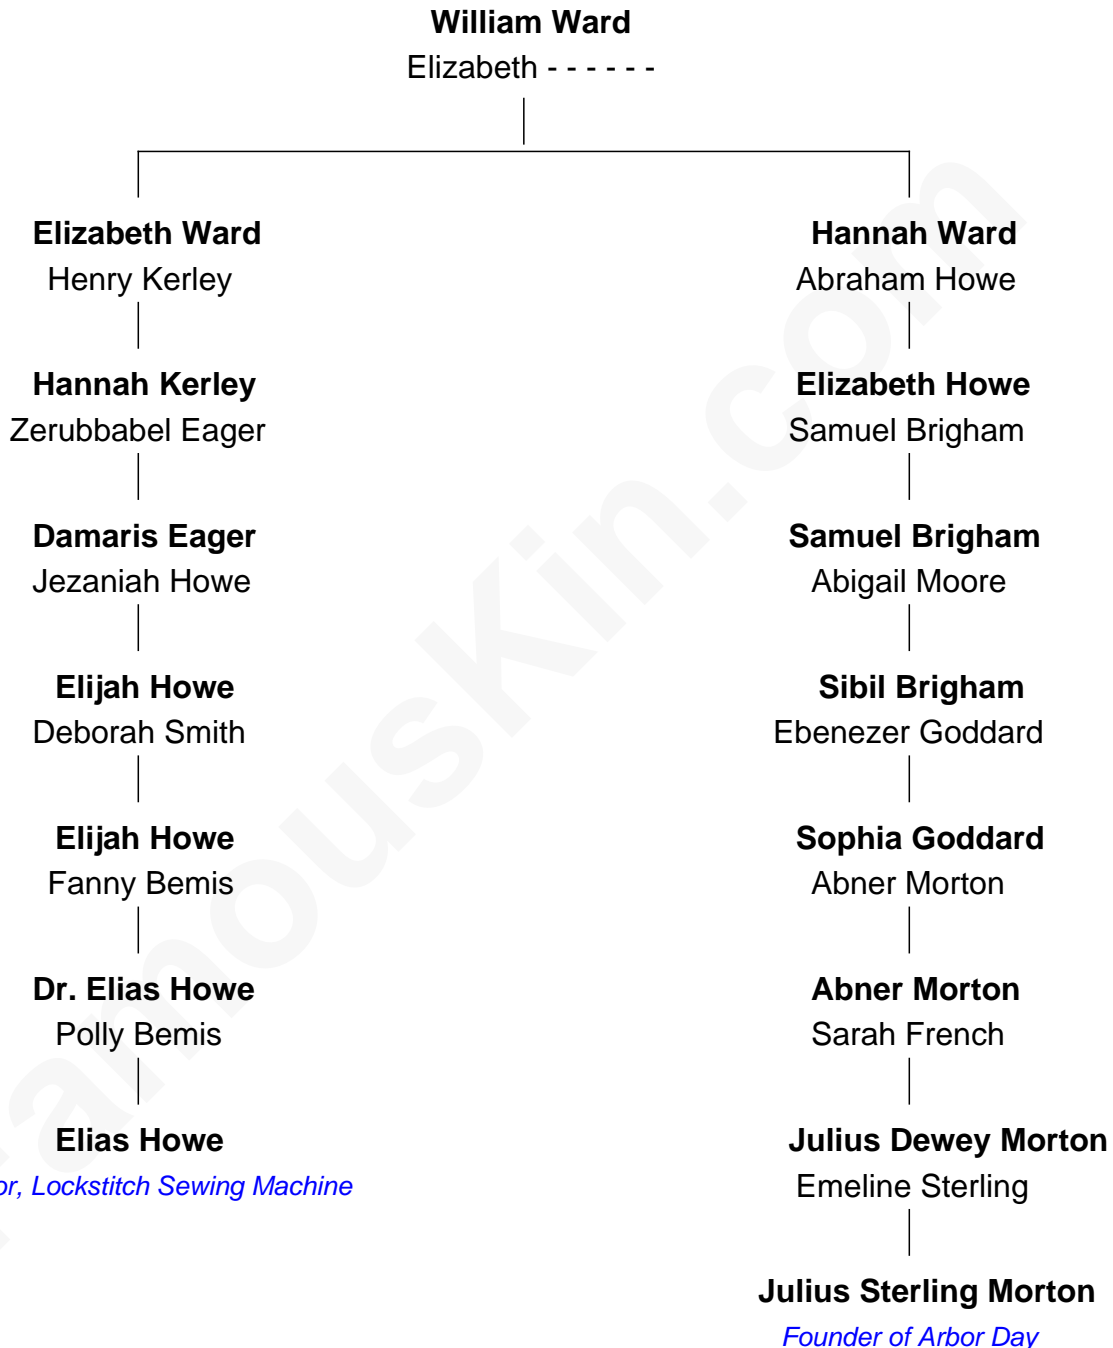 William Ward
Elizabeth - - - - - -
Elizabeth Ward
Henry Kerley
Hannah Ward
Abraham Howe
Hannah Kerley
Zerubbabel Eager
Elizabeth Howe
Samuel Brigham
Damaris Eager
Jezaniah Howe
Samuel Brigham
Abigail Moore
Elijah Howe
Deborah Smith
Sibil Brigham
Ebenezer Goddard
Elijah Howe
Fanny Bemis
Sophia Goddard
Abner Morton
Dr. Elias Howe
Polly Bemis
Abner Morton
Sarah French
Elias Howe
or, Lockstitch Sewing Machine
Julius Dewey Morton
Emeline Sterling
Julius Sterling Morton
Founder of Arbor Day
FamousKin.com